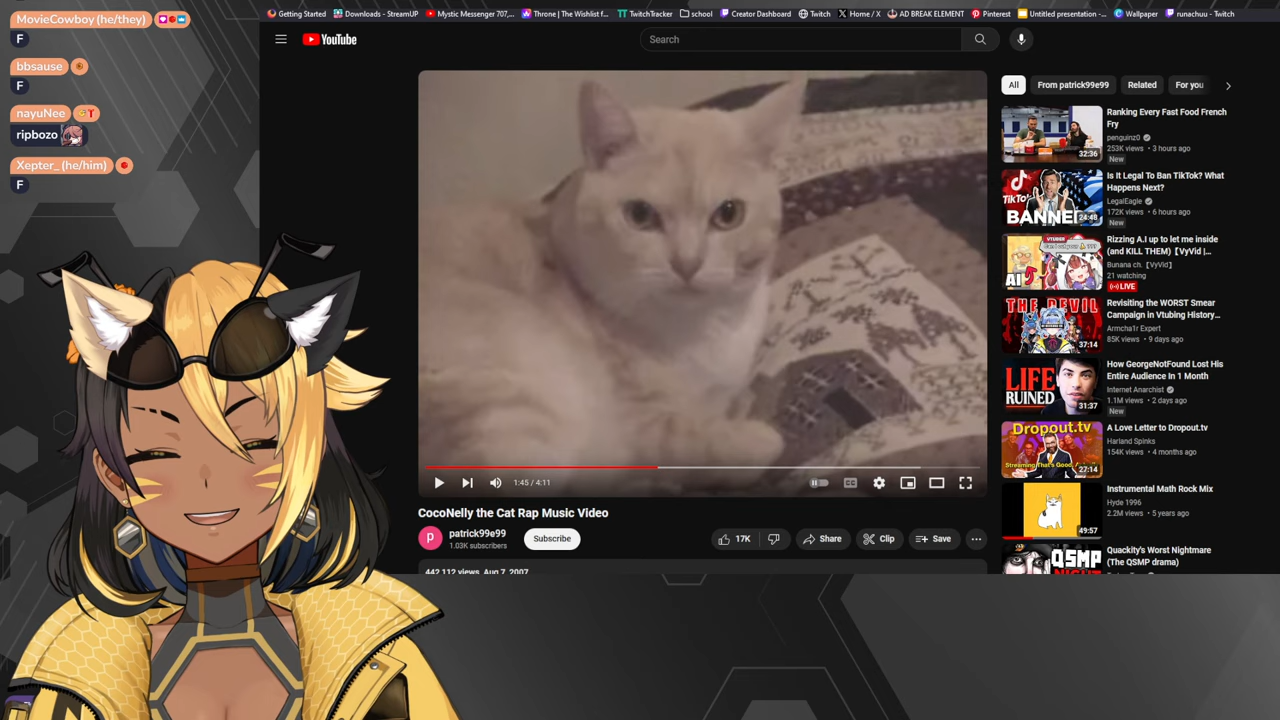 MovieCowboy (he/they)
F
bbsause
F
nayuNee
ripbozo
Xepter_ (he/him)
F
Getting Started
Downloads - StreamUP
Mystic Messenger 707,...
Throne | The Wishlist f...
TT TwitchTracker
school
Creator Dashboard
Twitch
Home / X
AD BREAK ELEMENT
Pinterest
Untitled presentation -...
Wallpaper
runachuu - Twitch
YouTube
Search
1:45 / 4:11
CC
CocoNelly the Cat Rap Music Video
p
patrick99e99
1.03K subscribers
Subscribe
17K
Share
Clip
Save
442,112 views Aug 7, 2007
All
From patrick99e99
Related
For you
32:36
Ranking Every Fast Food French
Fry
penguinz0
253K views • 3 hours ago
New
TikTok
BANNED
24:48
Is It Legal To Ban TikTok? What
Happens Next?
LegalEagle
172K views • 6 hours ago
New
AI
Rizzing A.I up to let me inside
(and KILL THEM) 【VyVid |...
Bunana ch.【VyVid】
21 watching
LIVE
THE DEVIL
37:14
Revisiting the WORST Smear
Campaign in Vtubing History...
Armcha1r Expert
85K views • 9 days ago
LIFE
RUINED
31:37
How GeorgeNotFound Lost His
Entire Audience In 1 Month
Internet Anarchist
1.1M views • 2 days ago
New
Dropout.tv
27:14
A Love Letter to Dropout.tv
Harland Spinks
154K views • 4 months ago
49:57
Instrumental Math Rock Mix
Hyde 1996
2.2M views • 5 years ago
QSMP
Quackity's Worst Nightmare
(The QSMP drama)